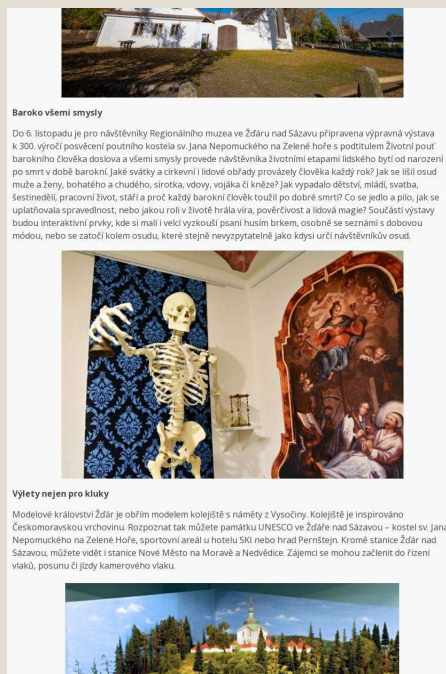 Baroko všemi smysly
Do 6. listopadu je pro návštěvníky Regionálního muzea ve Žďáru nad Sázavu připravena výpravná výstava
k 300. výročí posvěcení poutního kostela sv. Jana Nepomuckého na Zelené hoře s podtitulem Životní pouť
barokního člověka doslova a všemi smysly provede návštěvníka životními etapami lidského bytí od narození
po smrt v době barokní. Jaké svátky a církevní i lidové obřady provázely člověka každý rok? Jak se lišil osud
muže a ženy, bohatého a chudého, sirotka, vdovy, vojáka či kněze? Jak vypadalo dětství, mládí, svatba,
šestinedělí, pracovní život, stáří a proč každý barokní člověk toužil po dobré smrti? Co se jedlo a pilo, jak se
uplatňovala spravedlnost, nebo jakou roli v životě hrála víra, pověrčivost a lidová magie? Součástí výstavy
budou interaktivní prvky, kde si malí i velcí vyzkouší psaní husím brkem, osobně se seznámí s dobovou
módou, nebo se zatočí kolem osudu, které stejně nevyzpytatelně jako kdysi určí návštěvníkův osud.
Výlety nejen pro kluky
Modelové království Žďár je obřím modelem kolejiště s náměty z Vysočiny. Kolejiště je inspirováno
Českomoravskou vrchovinu. Rozpoznat tak můžete památku UNESCO ve Žďáře nad Sázavou – kostel sv. Jana
Nepomuckého na Zelené Hoře, sportovní areál u hotelu SKI nebo hrad Pernštejn. Kromě stanice Žďár nad
Sázavou, můžete vidět i stanice Nové Město na Moravě a Nedvědice. Zájemci se mohou začlenit do řízení
vlaků, posunu či jízdy kamerového vlaku.